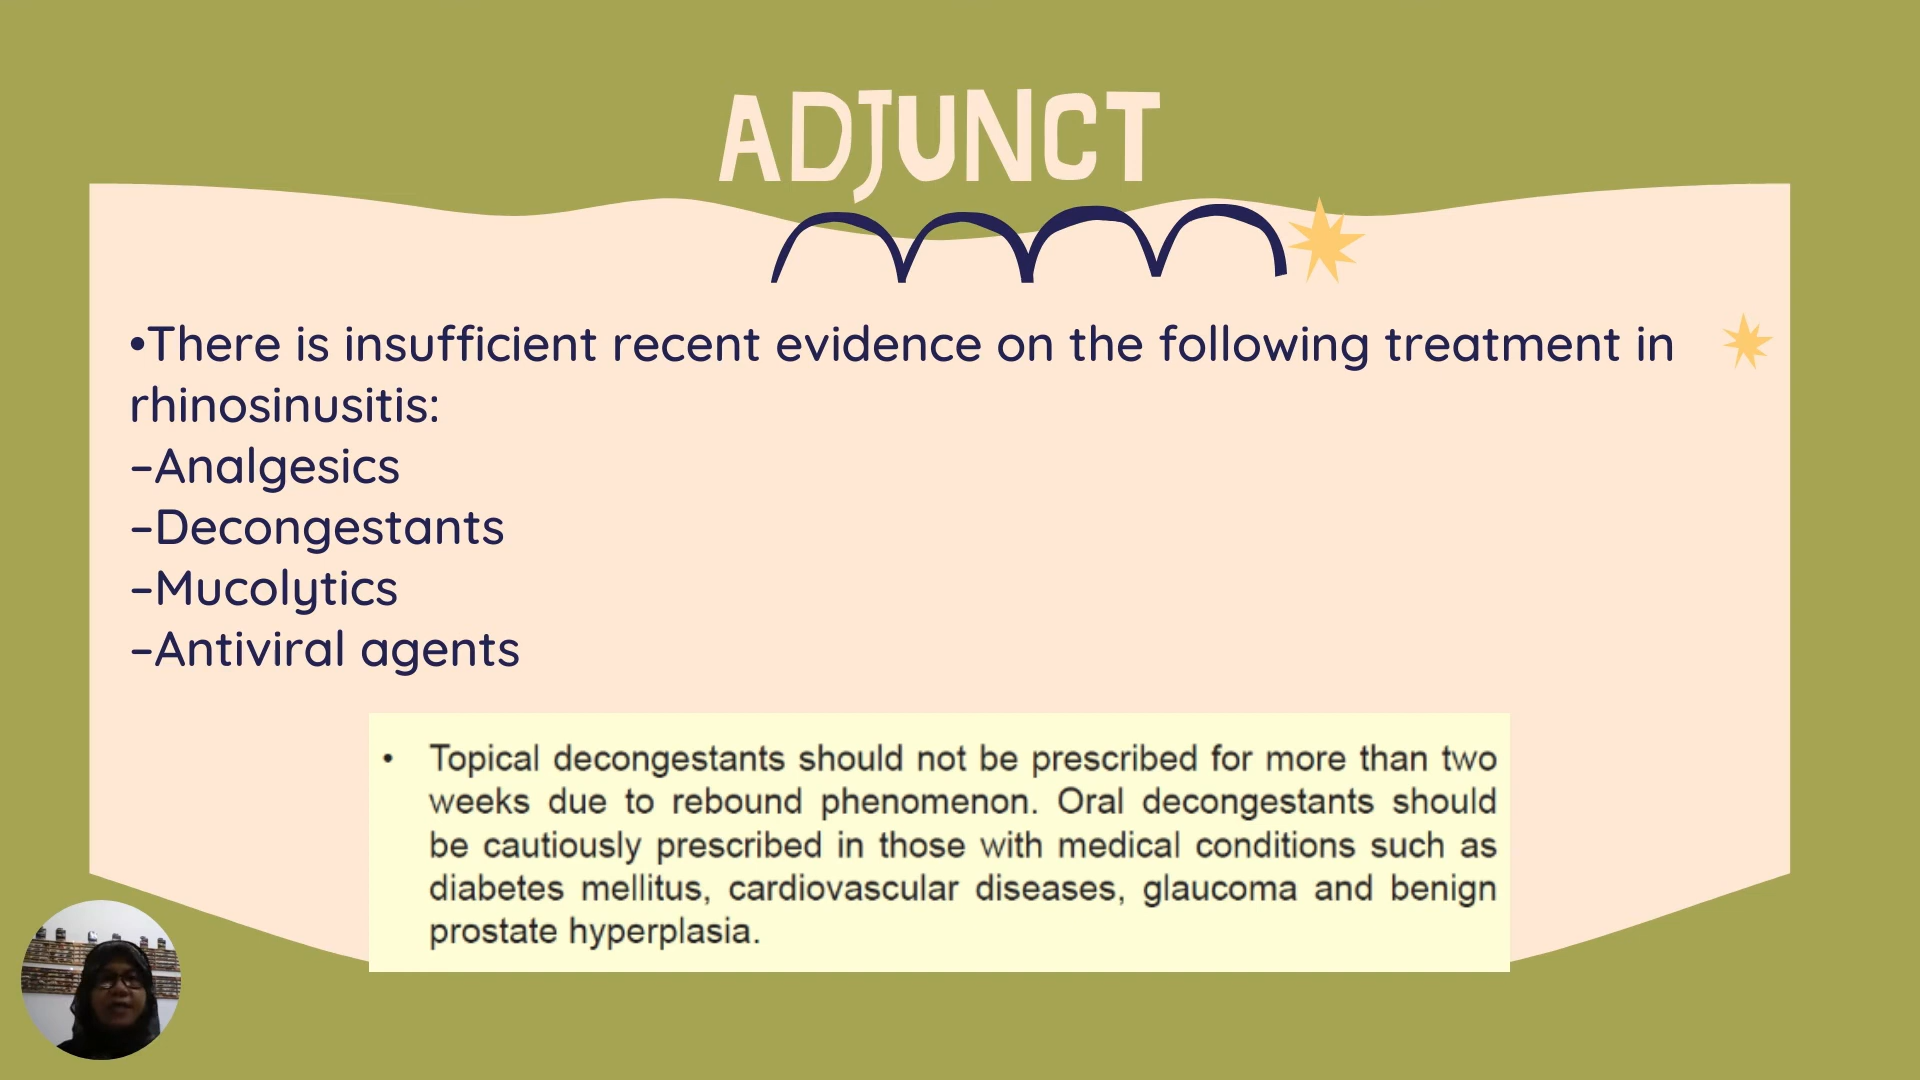 ADJUNCT
•There is insufficient recent evidence on the following treatment in
rhinosinusitis:
–Analgesics
–Decongestants
–Mucolytics
–Antiviral agents
• Topical decongestants should not be prescribed for more than two
weeks due to rebound phenomenon. Oral decongestants should
be cautiously prescribed in those with medical conditions such as
diabetes mellitus, cardiovascular diseases, glaucoma and benign
prostate hyperplasia.